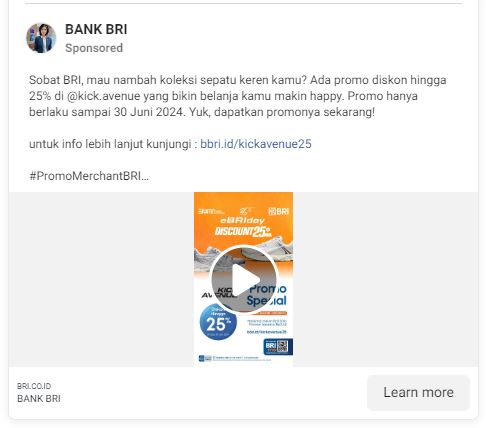 BANK BRI
Sponsored
Sobat BRI, mau nambah koleksi sepatu keren kamu? Ada promo diskon hingga
25% di @kick.avenue yang bikin belanja kamu makin happy. Promo hanya
berlaku sampai 30 Juni 2024. Yuk, dapatkan promonya sekarang!
untuk info lebih lanjut kunjungi : bbri.id/kickavenue25
#PromoMerchantBRI...
BRI
eBRIday
DISCOUNT 25%
KICK
AVENUE
Promo
Spesial
Hingga
25%
bbri.id/kickavenue25
BRI
BRI.CO.ID
BANK BRI
Learn more